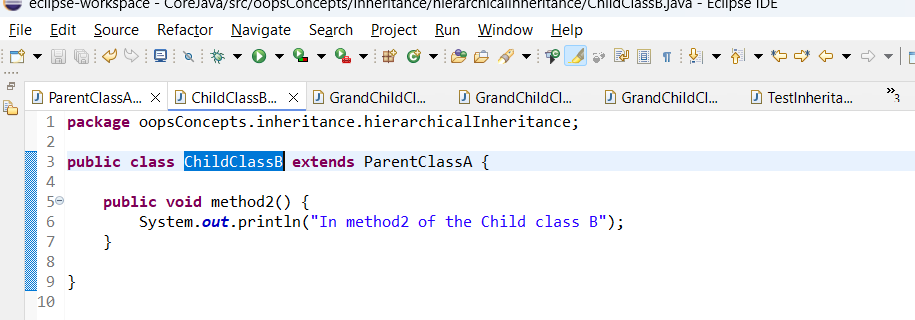 eclipse-workspace - CoreJava/src/oopsConcepts/inheritance/hierarchicalInheritance/ChildClassB.java - Eclipse IDE
File Edit Source Refactor Navigate Search Project Run Window Help
ParentClassA... ChildClassB... GrandChildCl... GrandChildCl... GrandChildCl... TestInherita... »3
1 package oopsConcepts.inheritance.hierarchicalInheritance;
2
3 public class ChildClassB extends ParentClassA {
4
5 public void method2() {
6 System.out.println("In method2 of the Child class B");
7 }
8
9 }
10